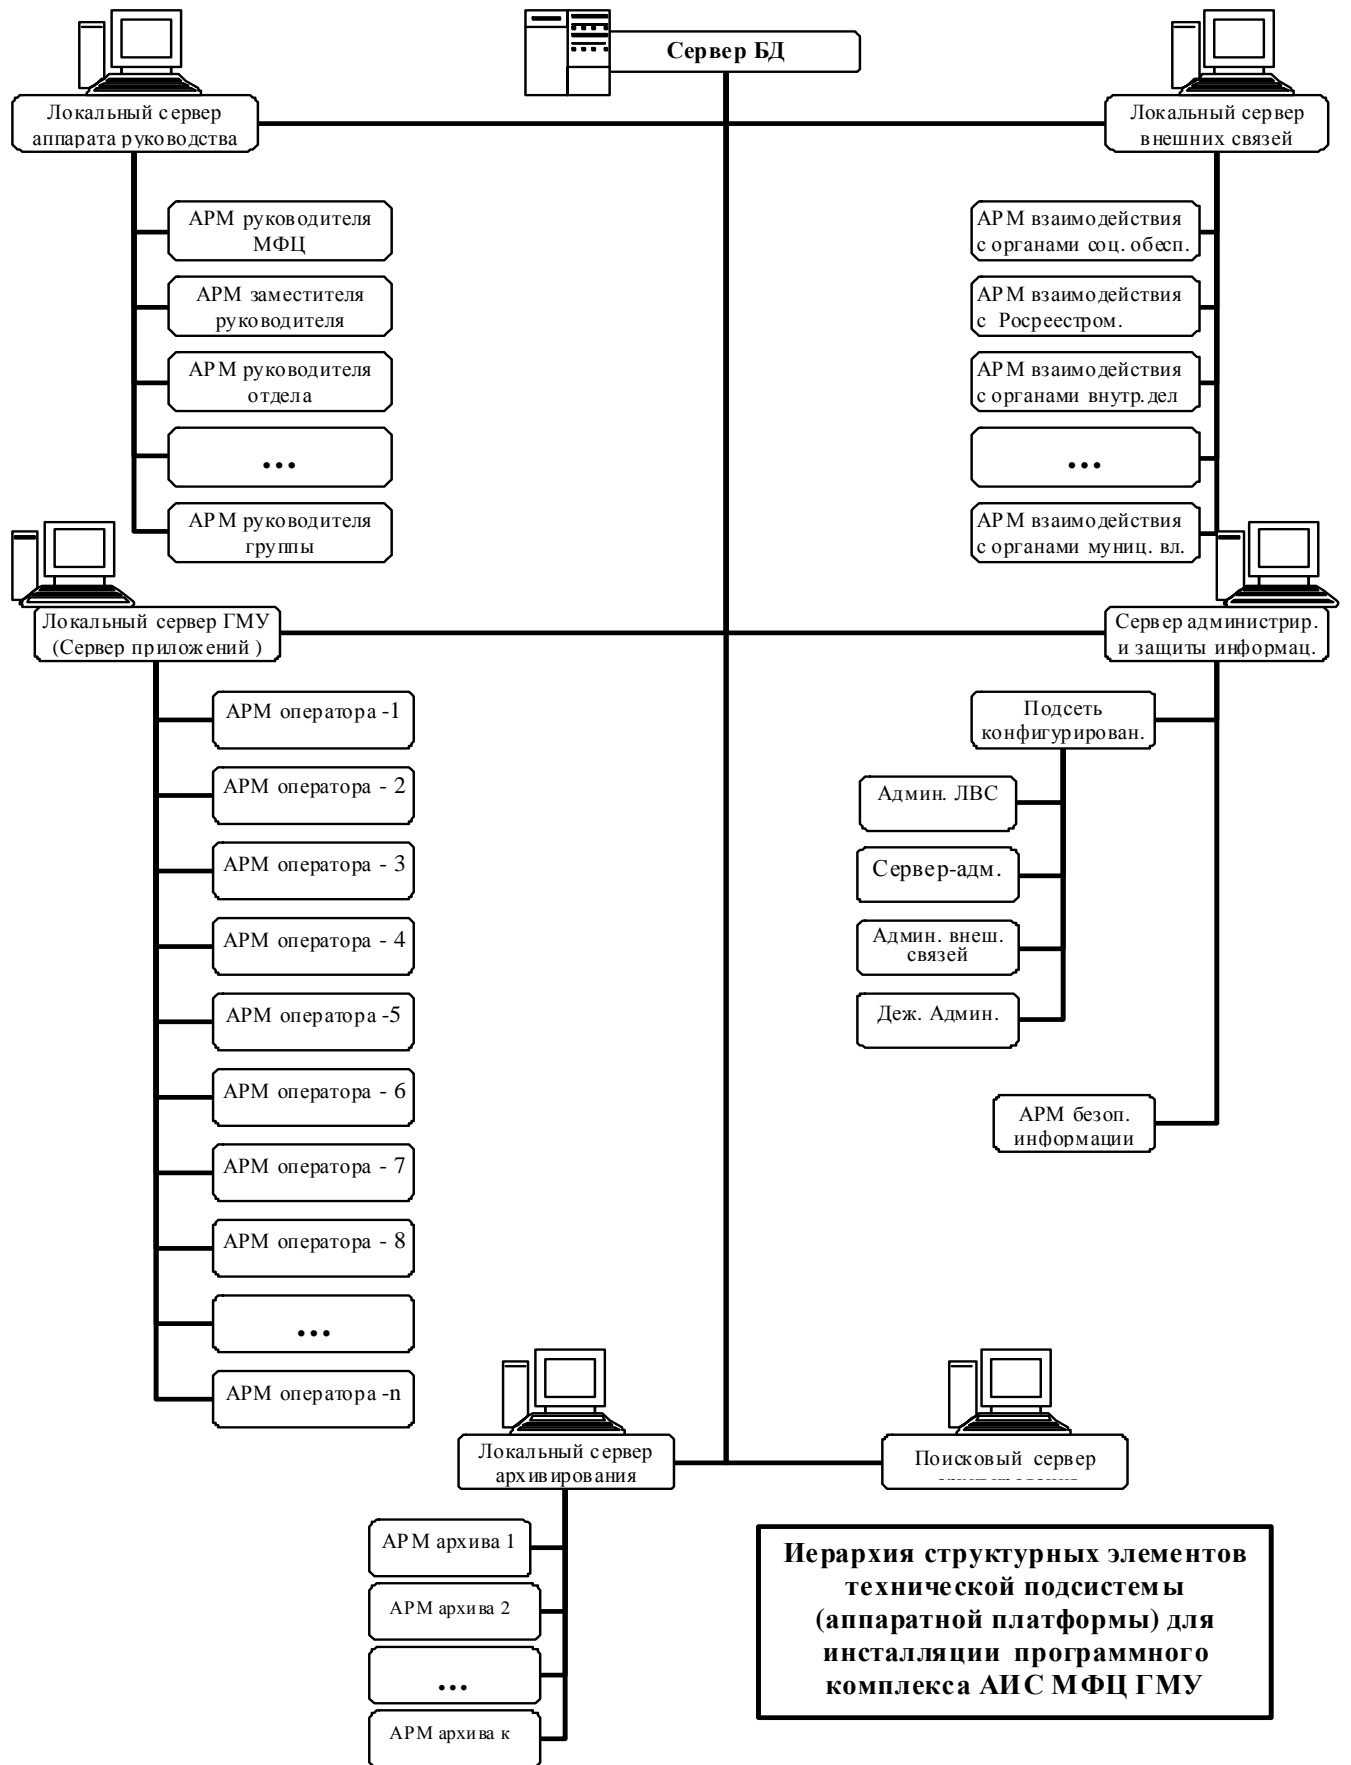 Сервер БД
Локальный сервер
аппарата руководства
Локальный сервер
внешних связей
АРМ руководителя
МФЦ
АРМ заместителя
руководителя
АРМ руководителя
отдела
...
АРМ руководителя
группы
АРМ взаимодействия
с органами соц. обесп.
АРМ взаимодействия
с Росреестром.
АРМ взаимодействия
с органами внутр.дел
...
АРМ взаимодействия
с органами муниц. вл.
Локальный сервер ГМУ
(Сервер приложений )
Сервер администрир.
и защиты информац.
АРМ оператора -1
АРМ оператора - 2
АРМ оператора - 3
АРМ оператора - 4
АРМ оператора -5
АРМ оператора - 6
АРМ оператора - 7
АРМ оператора - 8
...
АРМ оператора -n
Подсеть
конфигурирован.
Админ. ЛВС
Сервер-адм.
Админ. внеш.
связей
Деж. Админ.
АРМ безоп.
информации
Локальный сервер
архивирования
Поисковый сервер
АРМ архива 1
АРМ архива 2
...
АРМ архива к
Иерархия структурных элементов
технической подсистемы
(аппаратной платформы) для
инсталляции программного
комплекса АИС МФЦ ГМУ